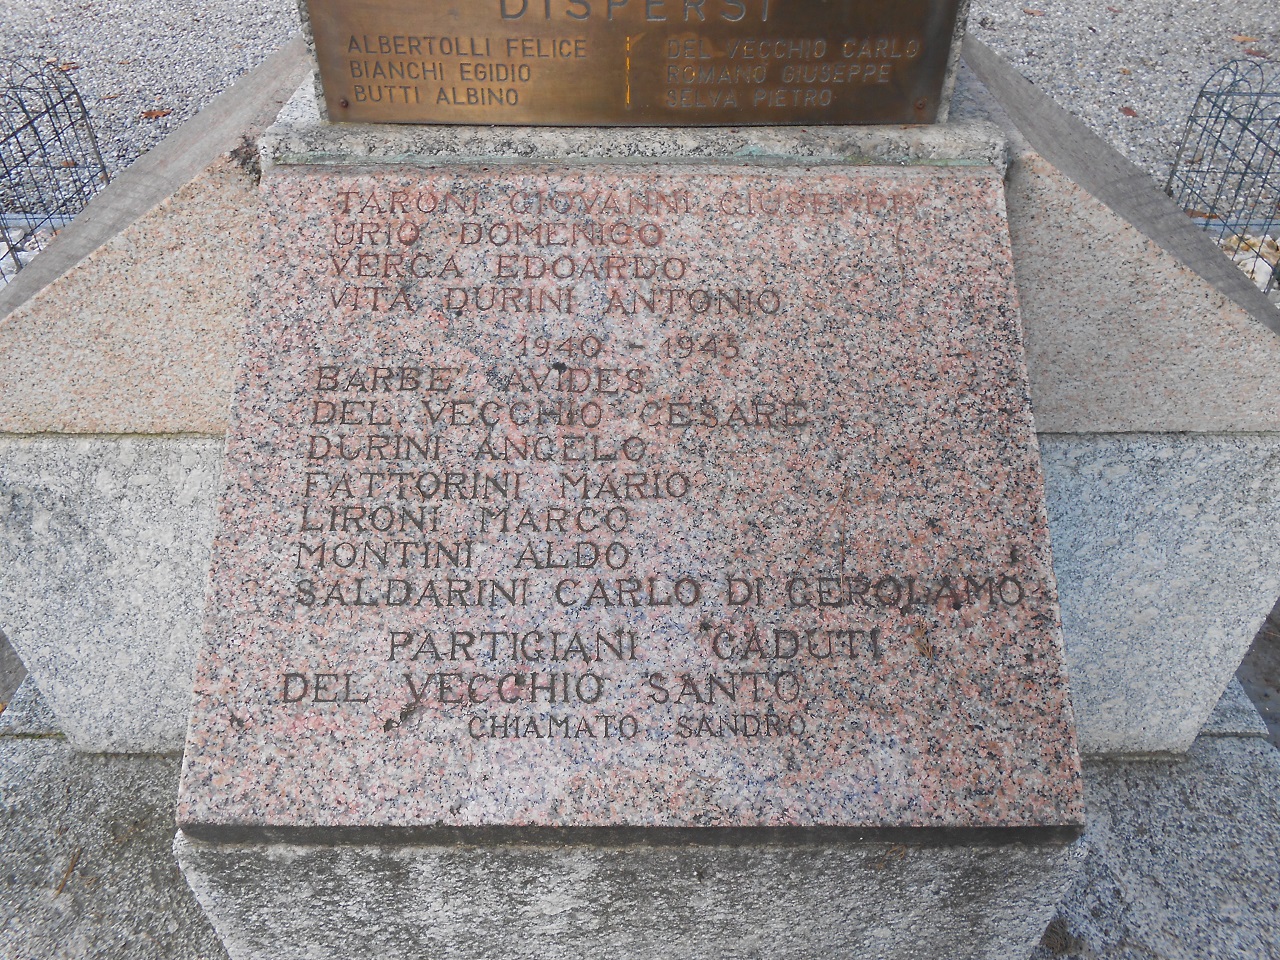 DISPERSI
ALBERTOLLI FELICE
BIANCHI EGIDIO
BUTTI ALBINO
DEL VECCHIO CARLO
ROMANO GIUSEPPE
SELVA PIETRO
TARONI GIOVANNI GIUSEPPE
URIO DOMENICO
VERGA EDOARDO
VITA DURINI ANTONIO
1940 - 1945
BARBE' AVIDES
DEL VECCHIO CESARE
DURINI ANGELO
FATTORINI MARIO
LIRONI MARCO
MONTINI ALDO
SALDARINI CARLO DI GEROLAMO
PARTIGIANI CADUTI
DEL VECCHIO SANTO
CHIAMATO SANDRO